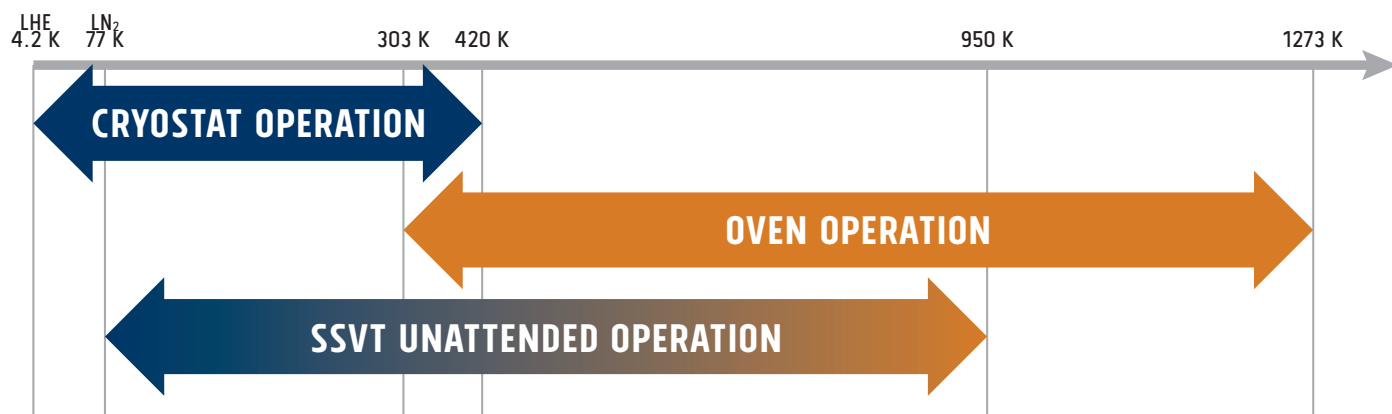 LHE LN₂
4.2 K 77 K 303 K 420 K 950 K 1273 K
CRYOSTAT OPERATION
OVEN OPERATION
SSVT UNATTENDED OPERATION